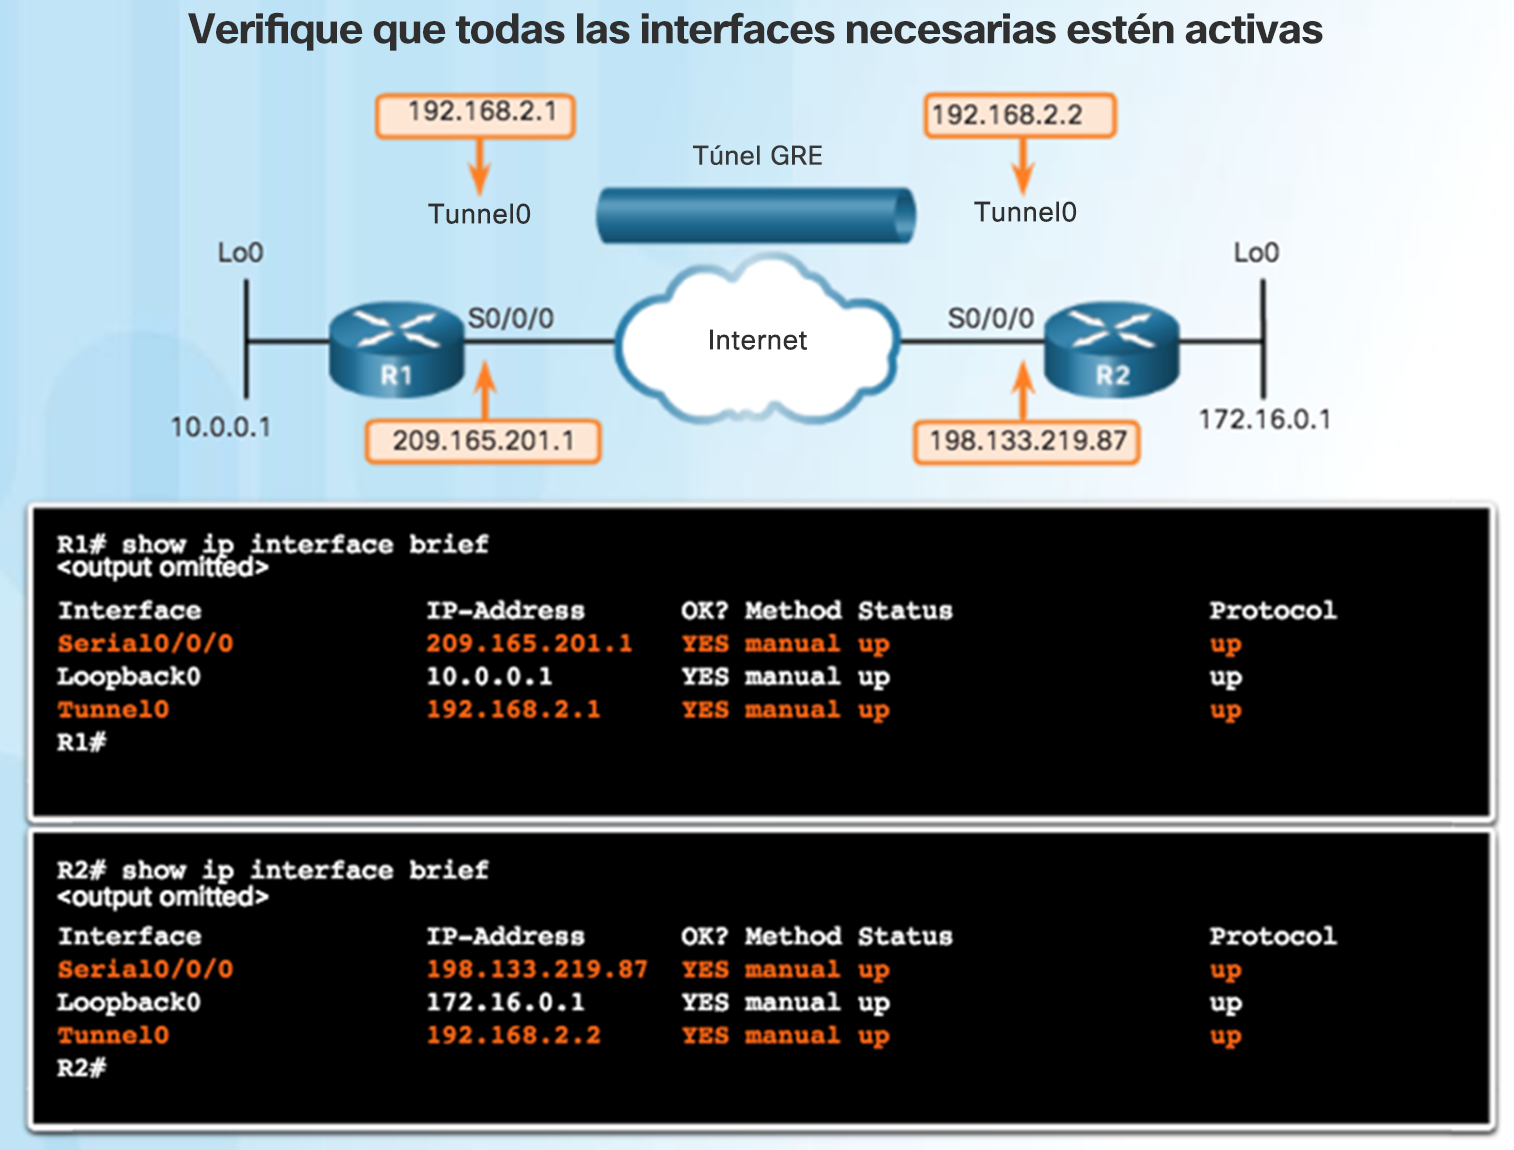 Verifique que todas las interfaces necesarias estén activas
192.168.2.1
192.168.2.2
Túnel GRE
Tunnel0
Tunnel0
Lo0
Lo0
S0/0/0
S0/0/0
Internet
R1
R2
10.0.0.1
172.16.0.1
209.165.201.1
198.133.219.87
R1# show ip interface brief
<output omitted>
Interface IP-Address OK? Method Status Protocol
Serial0/0/0 209.165.201.1 YES manual up up
Loopback0 10.0.0.1 YES manual up up
Tunnel0 192.168.2.1 YES manual up up
R1#
R2# show ip interface brief
<output omitted>
Interface IP-Address OK? Method Status Protocol
Serial0/0/0 198.133.219.87 YES manual up up
Loopback0 172.16.0.1 YES manual up up
Tunnel0 192.168.2.2 YES manual up up
R2#